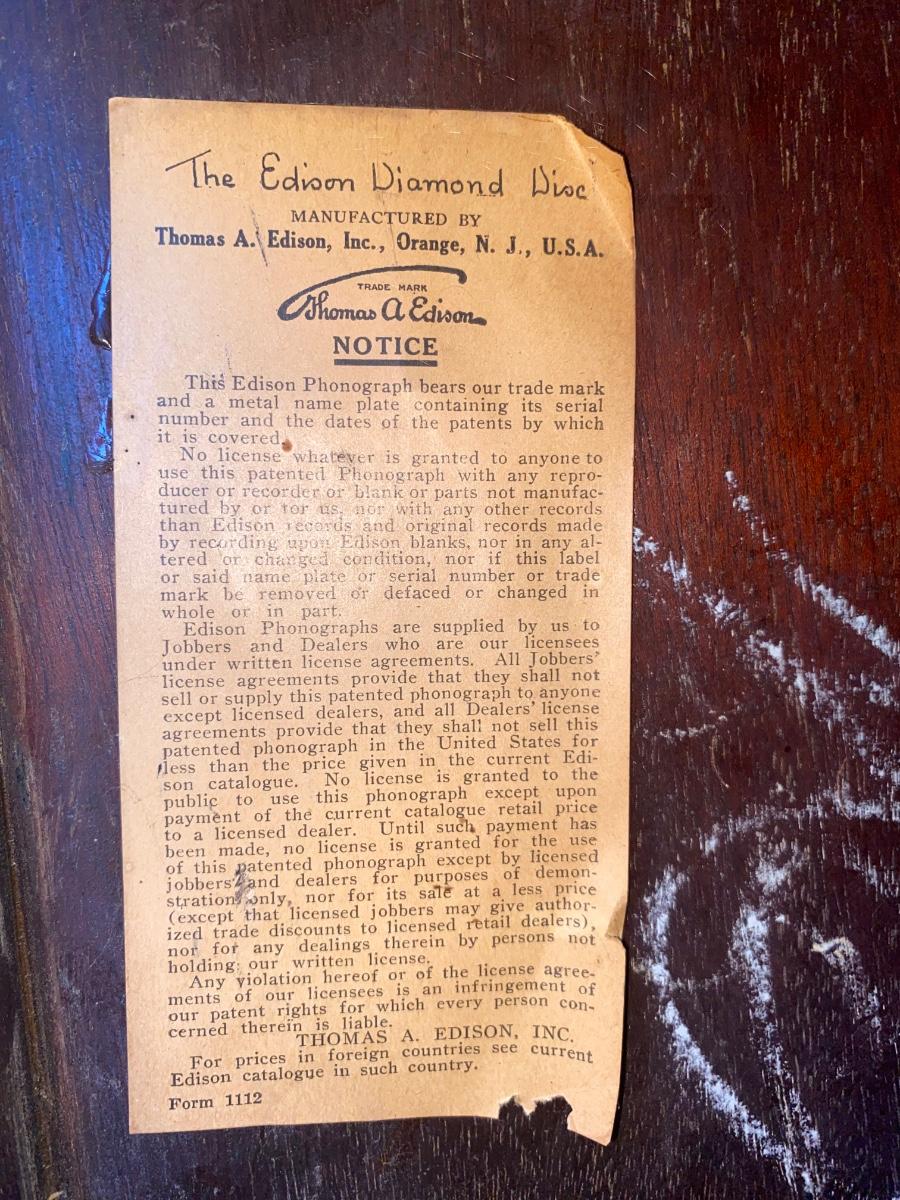 The Edison Diamond Disc
MANUFACTURED BY
Thomas A. Edison, Inc., Orange, N. J., U.S.A.
TRADE MARK
Thomas A Edison
NOTICE
This Edison Phonograph bears our trade mark
and a metal name plate containing its serial
number and the dates of the patents by which
it is covered.
No license whatever is granted to anyone to
use this patented Phonograph with any repro-
ducer or recorder or blank or parts not manufac-
tured by or for us, nor with any other records
than Edison records and original records made
by recording upon Edison blanks, nor in any al-
tered or changed condition, nor if this label
or said name plate or serial number or trade
mark be removed or defaced or changed in
whole or in part.
Edison Phonographs are supplied by us to
Jobbers and Dealers who are our licensees
under written license agreements. All Jobbers'
license agreements provide that they shall not
sell or supply this patented phonograph to anyone
except licensed dealers, and all Dealers' license
agreements provide that they shall not sell this
patented phonograph in the United States for
less than the price given in the current Edi-
son catalogue. No license is granted to the
public to use this phonograph except upon
payment of the current catalogue retail price
to a licensed dealer. Until such payment has
been made, no license is granted for the use
of this patented phonograph except by licensed
jobbers and dealers for purposes of demon-
stration only, nor for its sale at a less price
(except that licensed jobbers may give author-
ized trade discounts to licensed retail dealers),
nor for any dealings therein by persons not
holding our written license.
Any violation hereof or of the license agree-
ments of our licensees is an infringement of
our patent rights for which every person con-
cerned therein is liable.
THOMAS A. EDISON, INC.
For prices in foreign countries see current
Edison catalogue in such country.
Form 1112